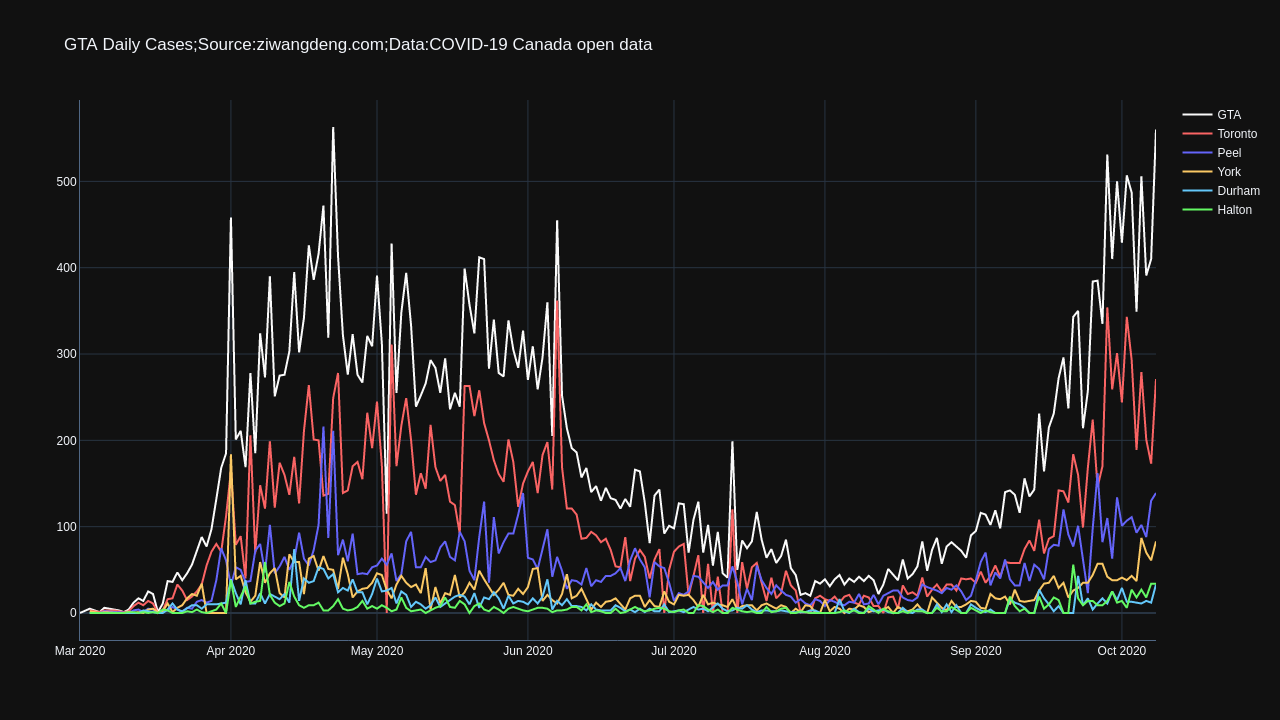 GTA Daily Cases;Source:ziwangdeng.com;Data:COVID-19 Canada open data
GTA
Toronto
Peel
York
Durham
Halton
500
400
300
200
100
0
Mar 2020 Apr 2020 May 2020 Jun 2020 Jul 2020 Aug 2020 Sep 2020 Oct 2020